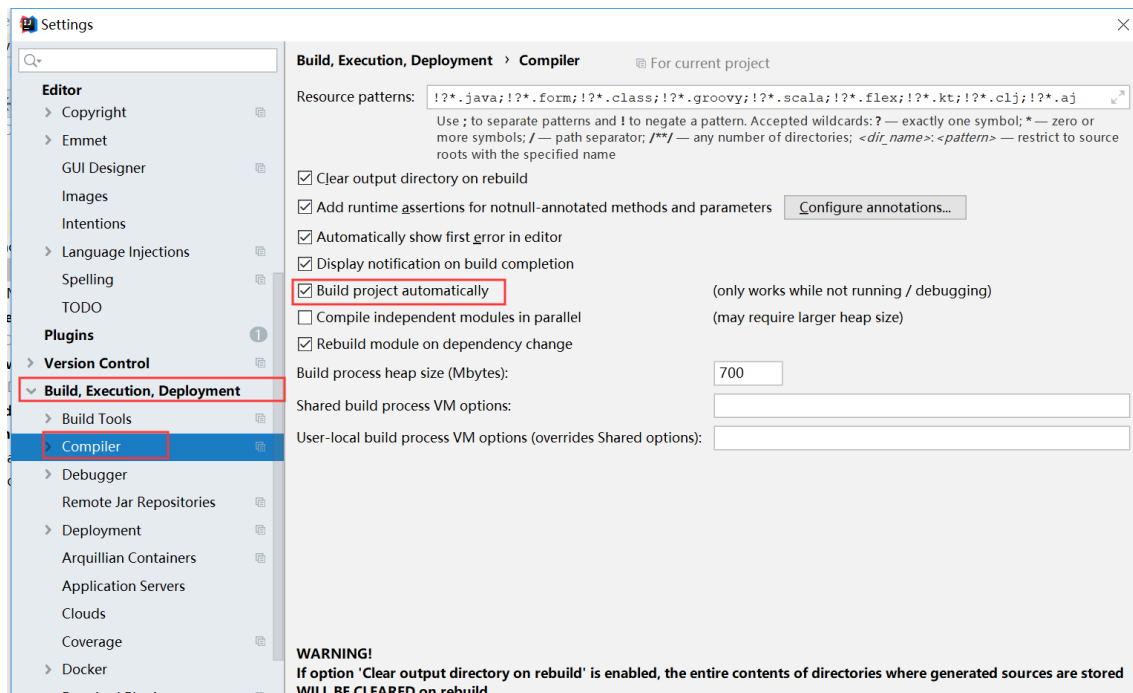 Settings
Editor
Copyright
Emmet
GUI Designer
Images
Intentions
Language Injections
Spelling
TODO
Plugins 1
Version Control
Build, Execution, Deployment
Build Tools
Compiler
Debugger
Remote Jar Repositories
Deployment
Arquillian Containers
Application Servers
Clouds
Coverage
Docker
Build, Execution, Deployment › Compiler For current project
Resource patterns: !?*.java;!?*.form;!?*.class;!?*.groovy;!?*.scala;!?*.flex;!?*.kt;!?*.clj;!?*.aj
Use ; to separate patterns and ! to negate a pattern. Accepted wildcards: ? — exactly one symbol; * — zero or
more symbols; / — path separator; /**/ — any number of directories; <dir_name>:<pattern> — restrict to source
roots with the specified name
Clear output directory on rebuild
Add runtime assertions for notnull-annotated methods and parameters Configure annotations...
Automatically show first error in editor
Display notification on build completion
Build project automatically (only works while not running / debugging)
Compile independent modules in parallel (may require larger heap size)
Rebuild module on dependency change
Build process heap size (Mbytes): 700
Shared build process VM options:
User-local build process VM options (overrides Shared options):
WARNING!
If option 'Clear output directory on rebuild' is enabled, the entire contents of directories where generated sources are stored
WILL BE CLEARED on rebuild